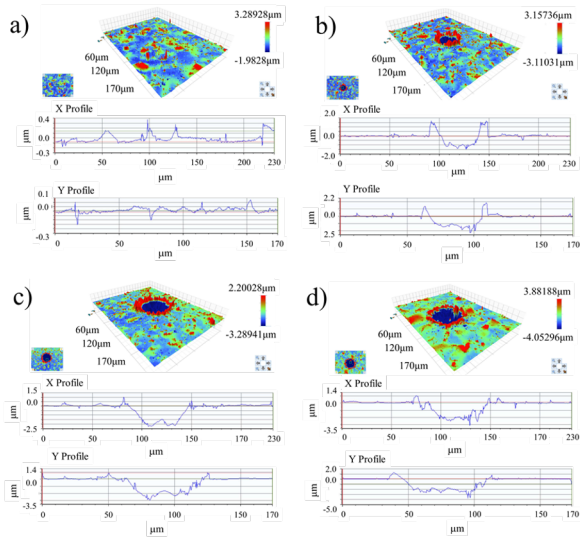 a)
3.28928µm
-1.9828µm
60µm
120µm
170µm
X Profile
µm
0.4
0.0
-0.3
0 50 100 150 200 230
µm
Y Profile
µm
0.1
0.0
-0.3
0 50 100 150 170
µm
b)
3.15736µm
-3.11031µm
60µm
120µm
170µm
X Profile
µm
2.0
0.0
-2.0
0 50 100 150 200 230
µm
Y Profile
µm
2.2
0.0
2.5
0 50 100 150 170
µm
c)
2.20028µm
-3.28941µm
60µm
120µm
170µm
X Profile
µm
1.5
0.0
-2.5
0 50 100 150 200 230
Y Profile
µm
1.4
0.0
-3.5
0 50 100 150 175
µm
d)
3.88188µm
-4.05296µm
60µm
120µm
170µm
X Profile
µm
1.4
0.0
-3.5
0 50 100 150 200 230
Y Profile
µm
2.0
0.0
-5.0
0 50 100 150 170
µm